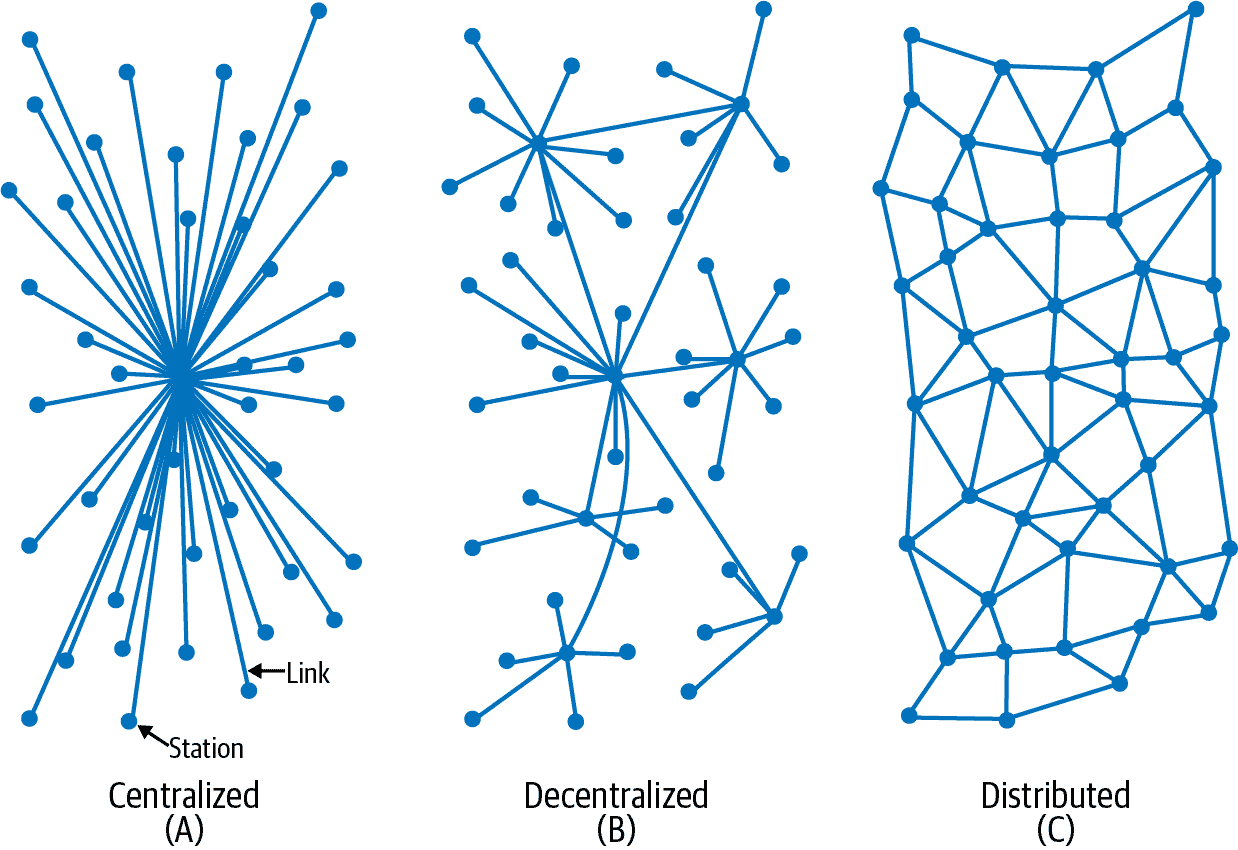 Link
Station
Centralized
(A)
Decentralized
(B)
Distributed
(C)